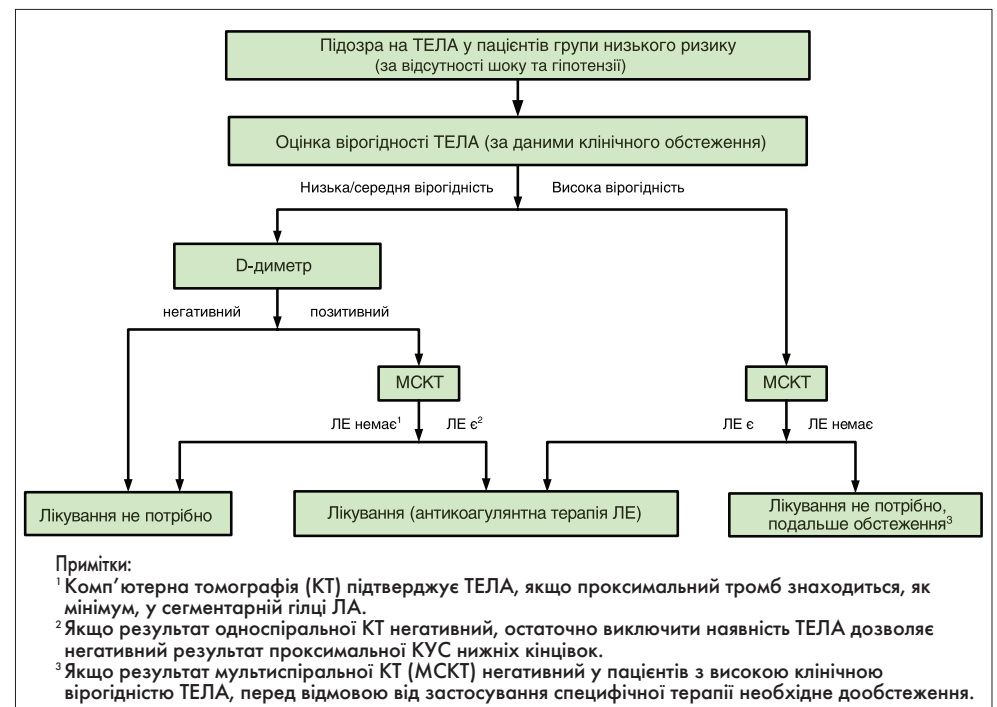 Підозра на ТЕЛА у пацієнтів групи низького ризику
(за відсутності шоку та гіпотензії)
Оцінка вірогідності ТЕЛА (за даними клінічного обстеження)
Низька/середня вірогідність
Висока вірогідність
D-диметр
негативний
позитивний
МСКТ
МСКТ
ЛЕ немає¹
ЛЕ є²
ЛЕ є
ЛЕ немає
Лікування не потрібно
Лікування (антикоагулянтна терапія ЛЕ)
Лікування не потрібно,
подальше обстеження³
Примітки:
¹ Комп’ютерна томографія (КТ) підтверджує ТЕЛА, якщо проксимальний тромб знаходиться, як
мінімум, у сегментарній гілці ЛА.
² Якщо результат односпіральної КТ негативний, остаточно виключити наявність ТЕЛА дозволяє
негативний результат проксимальної КУС нижніх кінцівок.
³ Якщо результат мультиспіральної КТ (МСКТ) негативний у пацієнтів з високою клінічною
вірогідністю ТЕЛА, перед відмовою від застосування специфічної терапії необхідне дообстеження.